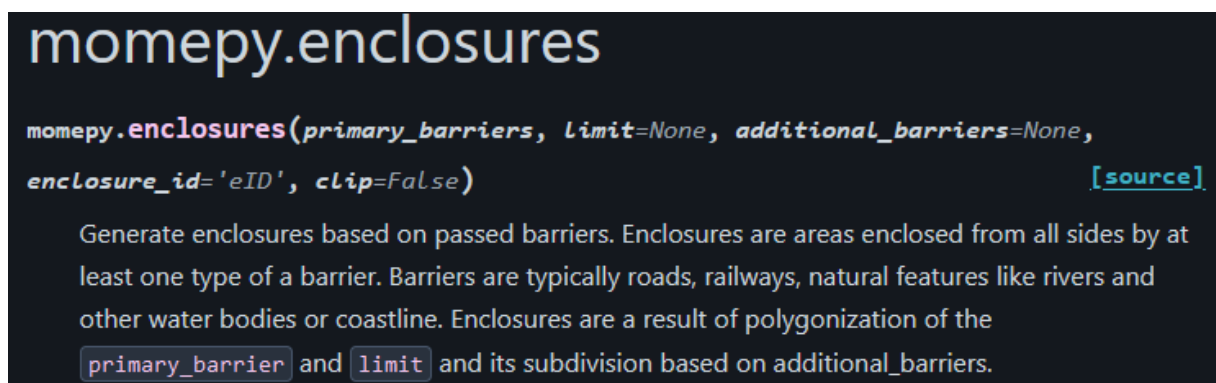 momepy.enclosures
momepy.enclosures(primary_barriers, limit=None, additional_barriers=None,
enclosure_id='eID', clip=False) [source]
Generate enclosures based on passed barriers. Enclosures are areas enclosed from all sides by at
least one type of a barrier. Barriers are typically roads, railways, natural features like rivers and
other water bodies or coastline. Enclosures are a result of polygonization of the
primary_barrier and limit and its subdivision based on additional_barriers.